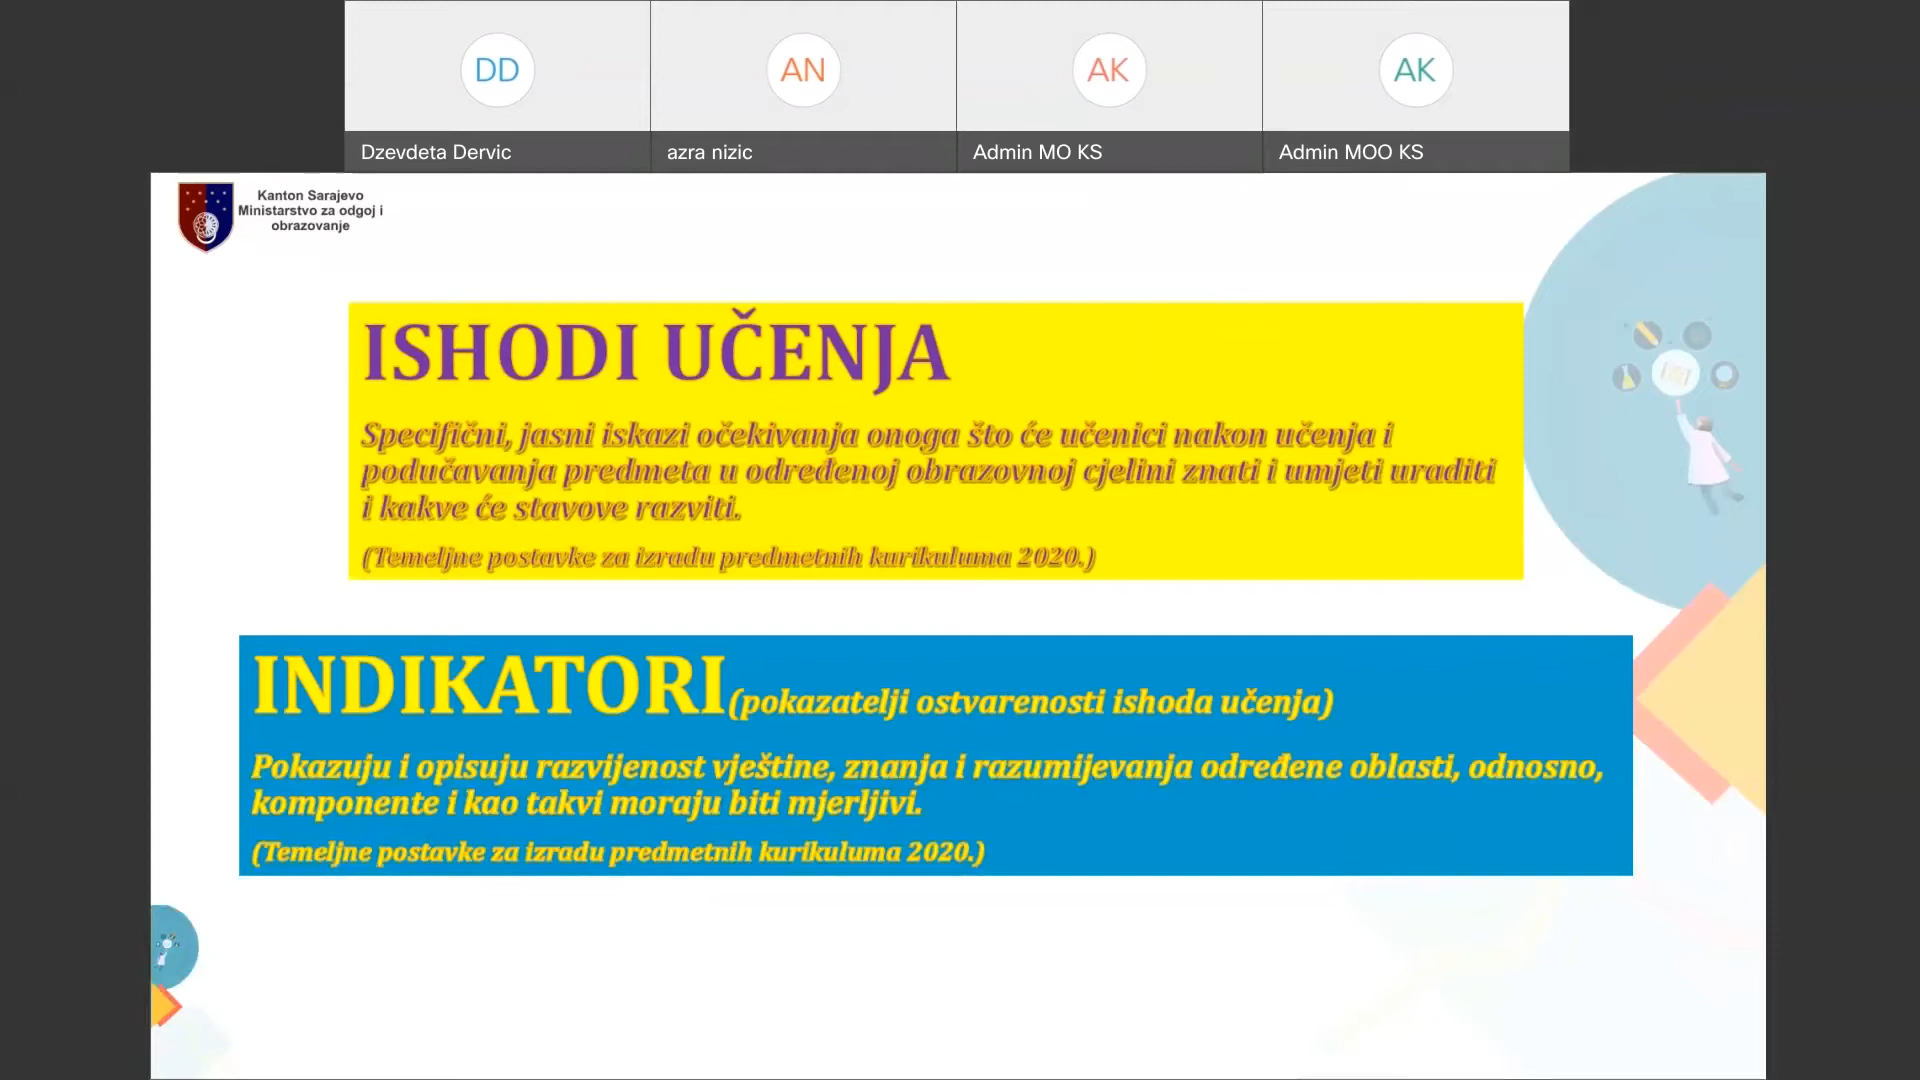 DD
AN
AK
AK
Dzevdeta Dervic
azra nizic
Admin MO KS
Admin MOO KS
Kanton Sarajevo
Ministarstvo za odgoj i
obrazovanje
ISHODI UČENJA
Specifični, jasni iskazi očekivanja onoga što će učenici nakon učenja i
podučavanja predmeta u određenoj obrazovnoj cjelini znati i umjeti uraditi
i kakve će stavove razviti.
(Temeljne postavke za izradu predmetnih kurikuluma 2020.)
INDIKATORI (pokazatelji ostvarenosti ishoda učenja)
Pokazuju i opisuju razvijenost vještine, znanja i razumijevanja određene oblasti, odnosno,
komponente i kao takvi moraju biti mjerljivi.
(Temeljne postavke za izradu predmetnih kurikuluma 2020.)